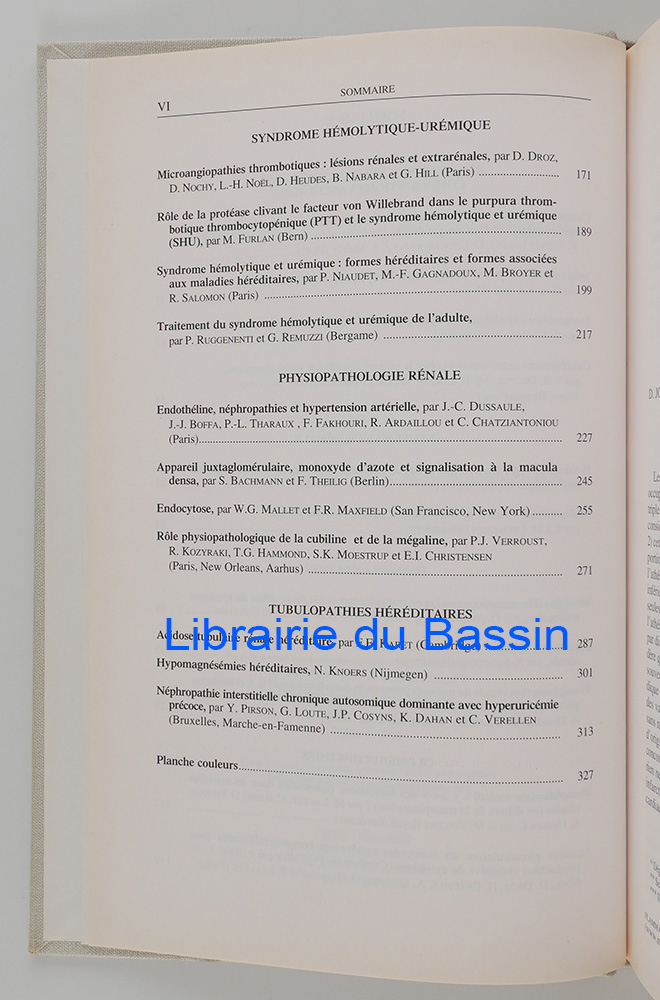 VI
SOMMAIRE
SYNDROME HÉMOLYTIQUE-URÉMIQUE
Microangiopathies thrombotiques : lésions rénales et extrarénales, par D. DROZ,
D. NOCHY, L.-H. NOËL, D. HEUDES, B. NABARA et G. HILL (Paris) ........................ 171
Rôle de la protéase clivant le facteur von Willebrand dans le purpura throm-
botique thrombocytopénique (PTT) et le syndrome hémolytique et urémique
(SHU), par M. FURLAN (Bern) ........................ 189
Syndrome hémolytique et urémique : formes héréditaires et formes associées
aux maladies héréditaires, par P. NIAUDET, M.-F. GAGNADOUX, M. BROYER et
R. SALOMON (Paris) ........................ 199
Traitement du syndrome hémolytique et urémique de l'adulte,
par P. RUGGENENTI et G. REMUZZI (Bergame) ........................ 217
PHYSIOPATHOLOGIE RÉNALE
Endothéline, néphropathies et hypertension artérielle, par J.-C. DUSSAULE,
J.-J. BOFFA, P.-L. THARAUX , F. FAKHOURI, R. ARDAILLOU et C. CHATZIANTONIOU
(Paris)........................ 227
Appareil juxtaglomérulaire, monoxyde d'azote et signalisation à la macula
densa, par S. BACHMANN et F. THEILIG (Berlin)........................ 245
Endocytose, par W.G. MALLET et F.R. MAXFIELD (San Francisco, New York).......... 255
Rôle physiopathologique de la cubiline et de la mégaline, par P.J. VERROUST,
R. KOZYRAKI, T.G. HAMMOND, S.K. MOESTRUP et E.I. CHRISTENSEN
(Paris, New Orleans, Aarhus) ........................ 271
TUBULOPATHIES HÉRÉDITAIRES
Librairie du Bassin
Acidose tubulaire rénale héréditaire, par F.E. KARET (Cambridge) ........................ 287
Hypomagnésémies héréditaires, N. KNOERS (Nijmegen) ........................ 301
Néphropathie interstitielle chronique autosomique dominante avec hyperuricémie
précoce, par Y. PIRSON, G. LOUTE, J.P. COSYNS, K. DAHAN et C. VERELLEN
(Bruxelles, Marche-en-Famenne) ........................ 313
Planche couleurs........................ 327